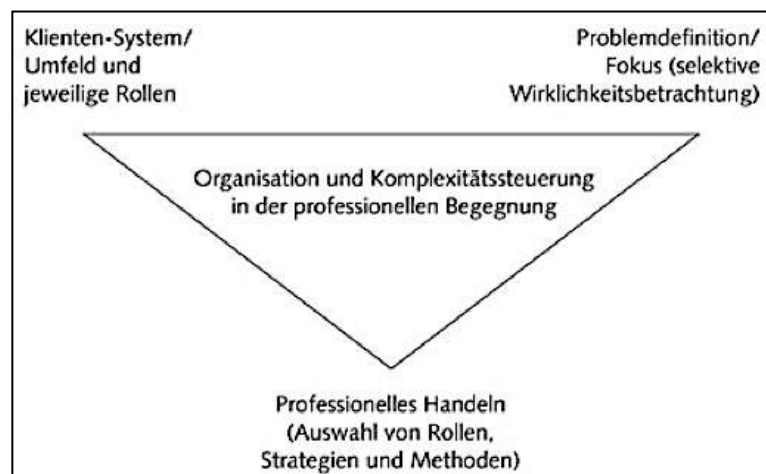 Klienten-System/
Umfeld und
jeweilige Rollen
Problemdefinition/
Fokus (selektive
Wirklichkeitsbetrachtung)
Organisation und Komplexitätssteuerung
in der professionellen Begegnung
Professionelles Handeln
(Auswahl von Rollen,
Strategien und Methoden)